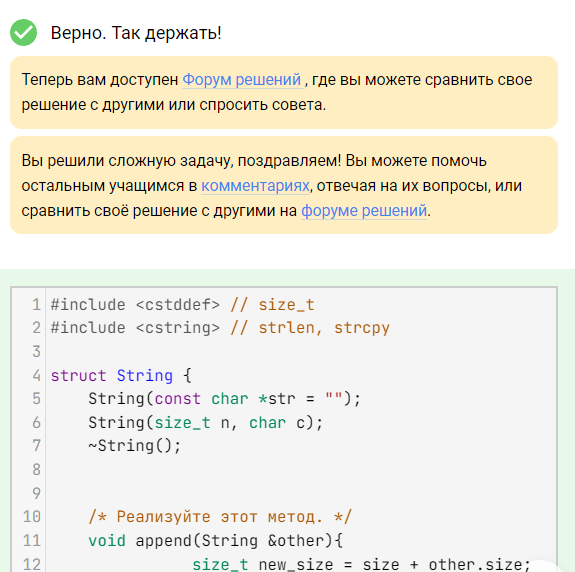 Верно. Так держать!
Теперь вам доступен Форум решений , где вы можете сравнить свое
решение с другими или спросить совета.
Вы решили сложную задачу, поздравляем! Вы можете помочь
остальным учащимся в комментариях, отвечая на их вопросы, или
сравнить своё решение с другими на форуме решений.
1 #include <cstddef> // size_t
2 #include <cstring> // strlen, strcpy
3
4 struct String {
5     String(const char *str = "");
6     String(size_t n, char c);
7     ~String();
8
9
10     /* Реализуйте этот метод. */
11     void append(String &other){
12                size_t new_size = size + other.size;